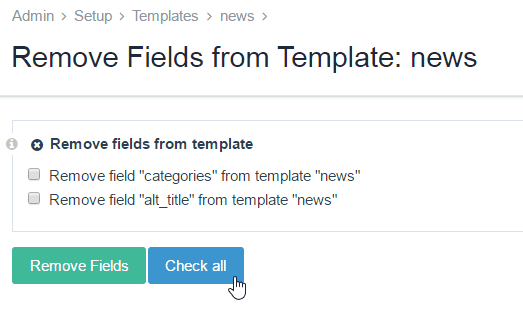 Admin > Setup > Templates > news >
Remove Fields from Template: news
Remove fields from template
Remove field "categories" from template "news"
Remove field "alt_title" from template "news"
Remove Fields Check all